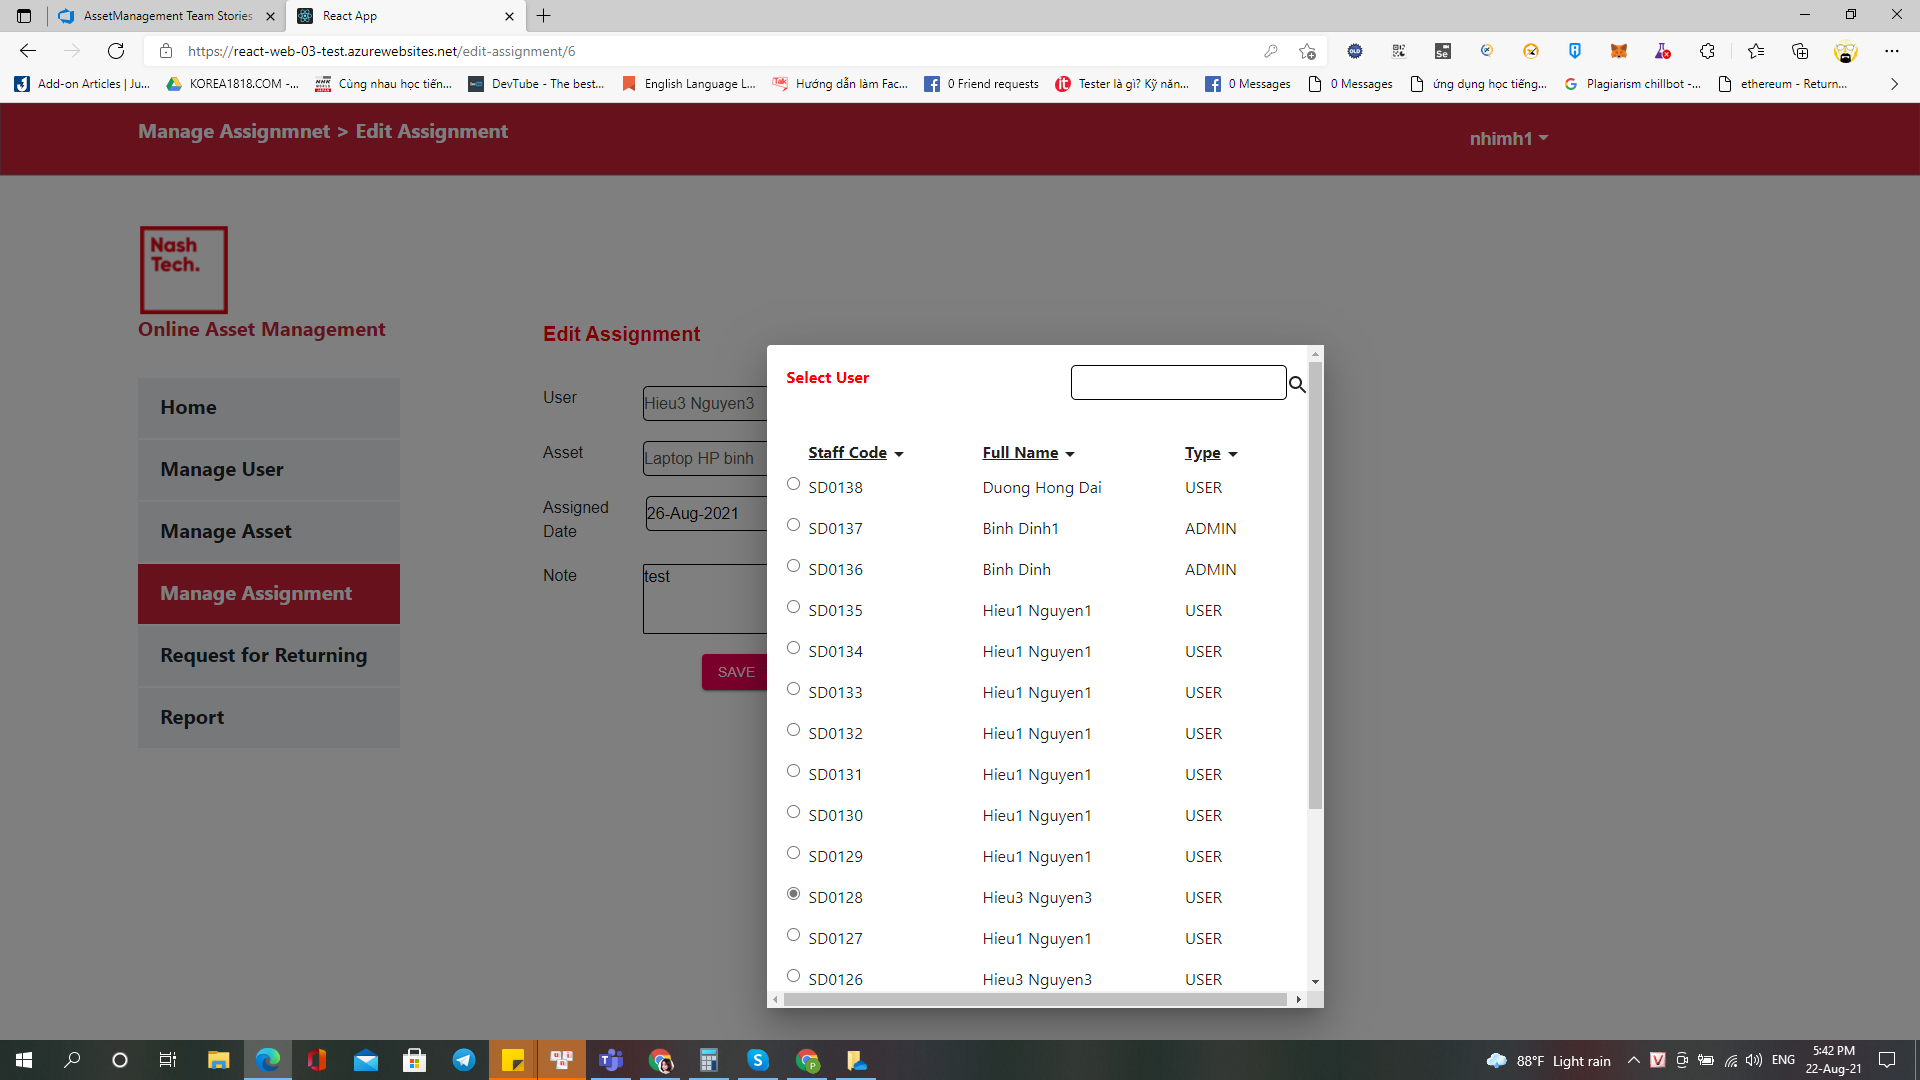 AssetManagement Team Stories
React App
https://react-web-03-test.azurewebsites.net/edit-assignment/6
Add-on Articles | Ju...
KOREA1818.COM -...
Cùng nhau học tiến...
DevTube - The best...
English Language L...
Hướng dẫn làm Fac...
0 Friend requests
Tester là gì? Kỹ năn...
0 Messages
0 Messages
ứng dụng học tiếng...
Plagiarism chillbot -...
ethereum - Return...
Manage Assignmnet > Edit Assignment
nhimh1
Nash
Tech.
Online Asset Management
Home
Manage User
Manage Asset
Manage Assignment
Request for Returning
Report
Edit Assignment
User
Hieu3 Nguyen3
Asset
Laptop HP binh
Assigned
Date
26-Aug-2021
Note
test
SAVE
Select User
Staff Code Full Name Type
SD0138 Duong Hong Dai USER
SD0137 Binh Dinh1 ADMIN
SD0136 Binh Dinh ADMIN
SD0135 Hieu1 Nguyen1 USER
SD0134 Hieu1 Nguyen1 USER
SD0133 Hieu1 Nguyen1 USER
SD0132 Hieu1 Nguyen1 USER
SD0131 Hieu1 Nguyen1 USER
SD0130 Hieu1 Nguyen1 USER
SD0129 Hieu1 Nguyen1 USER
SD0128 Hieu3 Nguyen3 USER
SD0127 Hieu1 Nguyen1 USER
SD0126 Hieu3 Nguyen3 USER
88°F Light rain
ENG
5:42 PM
22-Aug-21